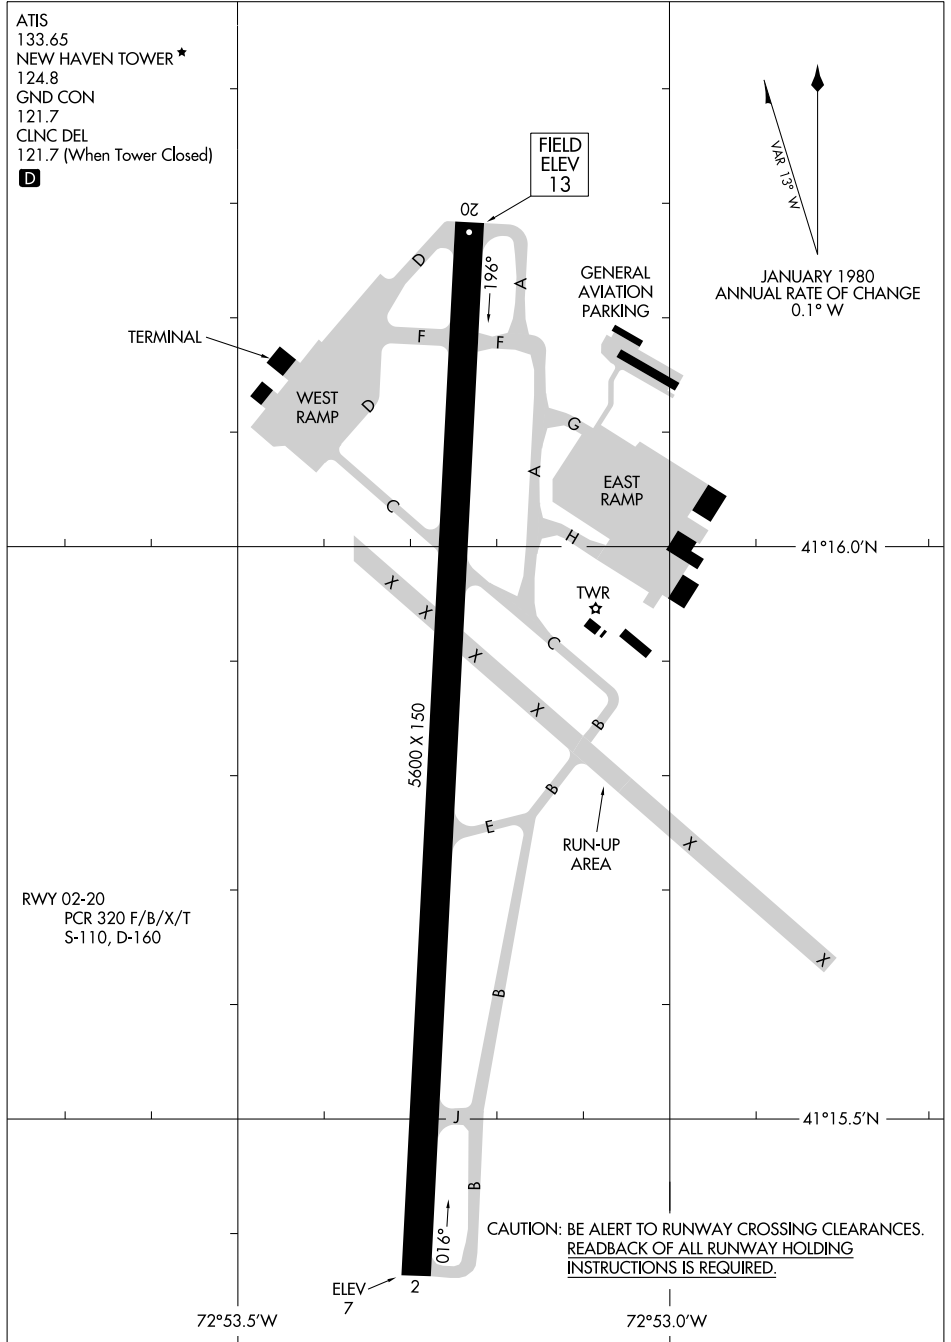 ATIS
133.65
NEW HAVEN TOWER ★
124.8
GND CON
121.7
CLNC DEL
121.7 (When Tower Closed)
D
FIELD
ELEV
13
VAR 13° W
JANUARY 1980
ANNUAL RATE OF CHANGE
0.1° W
20
196°
D
A
GENERAL
AVIATION
PARKING
TERMINAL
F
F
WEST
RAMP
D
G
A
EAST
RAMP
C
H
41°16.0'N
X
X
TWR
X
C
X
B
5600 X 150
B
E
RUN-UP
AREA
X
RWY 02-20
PCR 320 F/B/X/T
S-110, D-160
X
B
J
41°15.5'N
B
016°
CAUTION: BE ALERT TO RUNWAY CROSSING CLEARANCES.
READBACK OF ALL RUNWAY HOLDING
INSTRUCTIONS IS REQUIRED.
ELEV
7
2
72°53.5'W
72°53.0'W